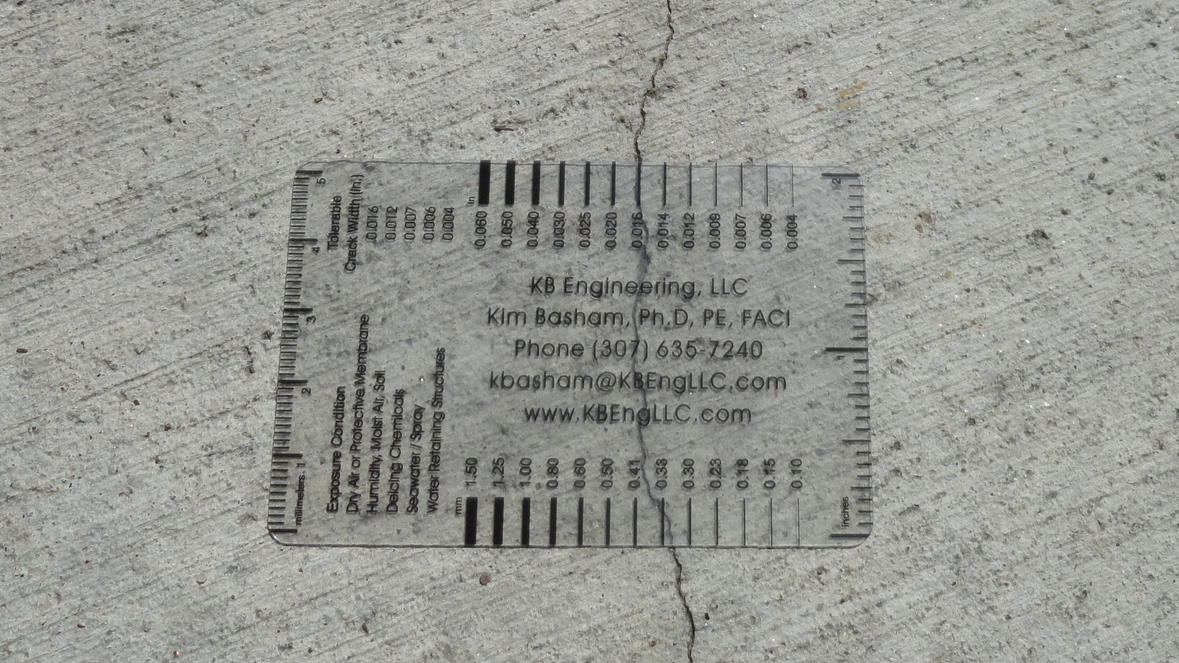 in
0.060
0.050
0.040
0.030
0.025
0.020
0.016
0.014
0.012
0.009
0.007
0.006
0.004
KB Engineering, LLC
Kim Basham, Ph.D, PE, FACI
Phone (307) 635-7240
kbasham@KBEngLLC.com
www.KBEngLLC.com
mm
1.50
1.25
1.00
0.80
0.60
0.50
0.41
0.33
0.30
0.23
0.18
0.15
0.10
Exposure Condition Tolerable Crack Width (in.)
Dry Air or Protective Membrane 0.016
Humidity, Moist Air, Soil 0.012
Deicing Chemicals 0.007
Seawater / Spray 0.006
Water Retaining Structures 0.004
millimeters 1 2 3 4 5
inches 1 2